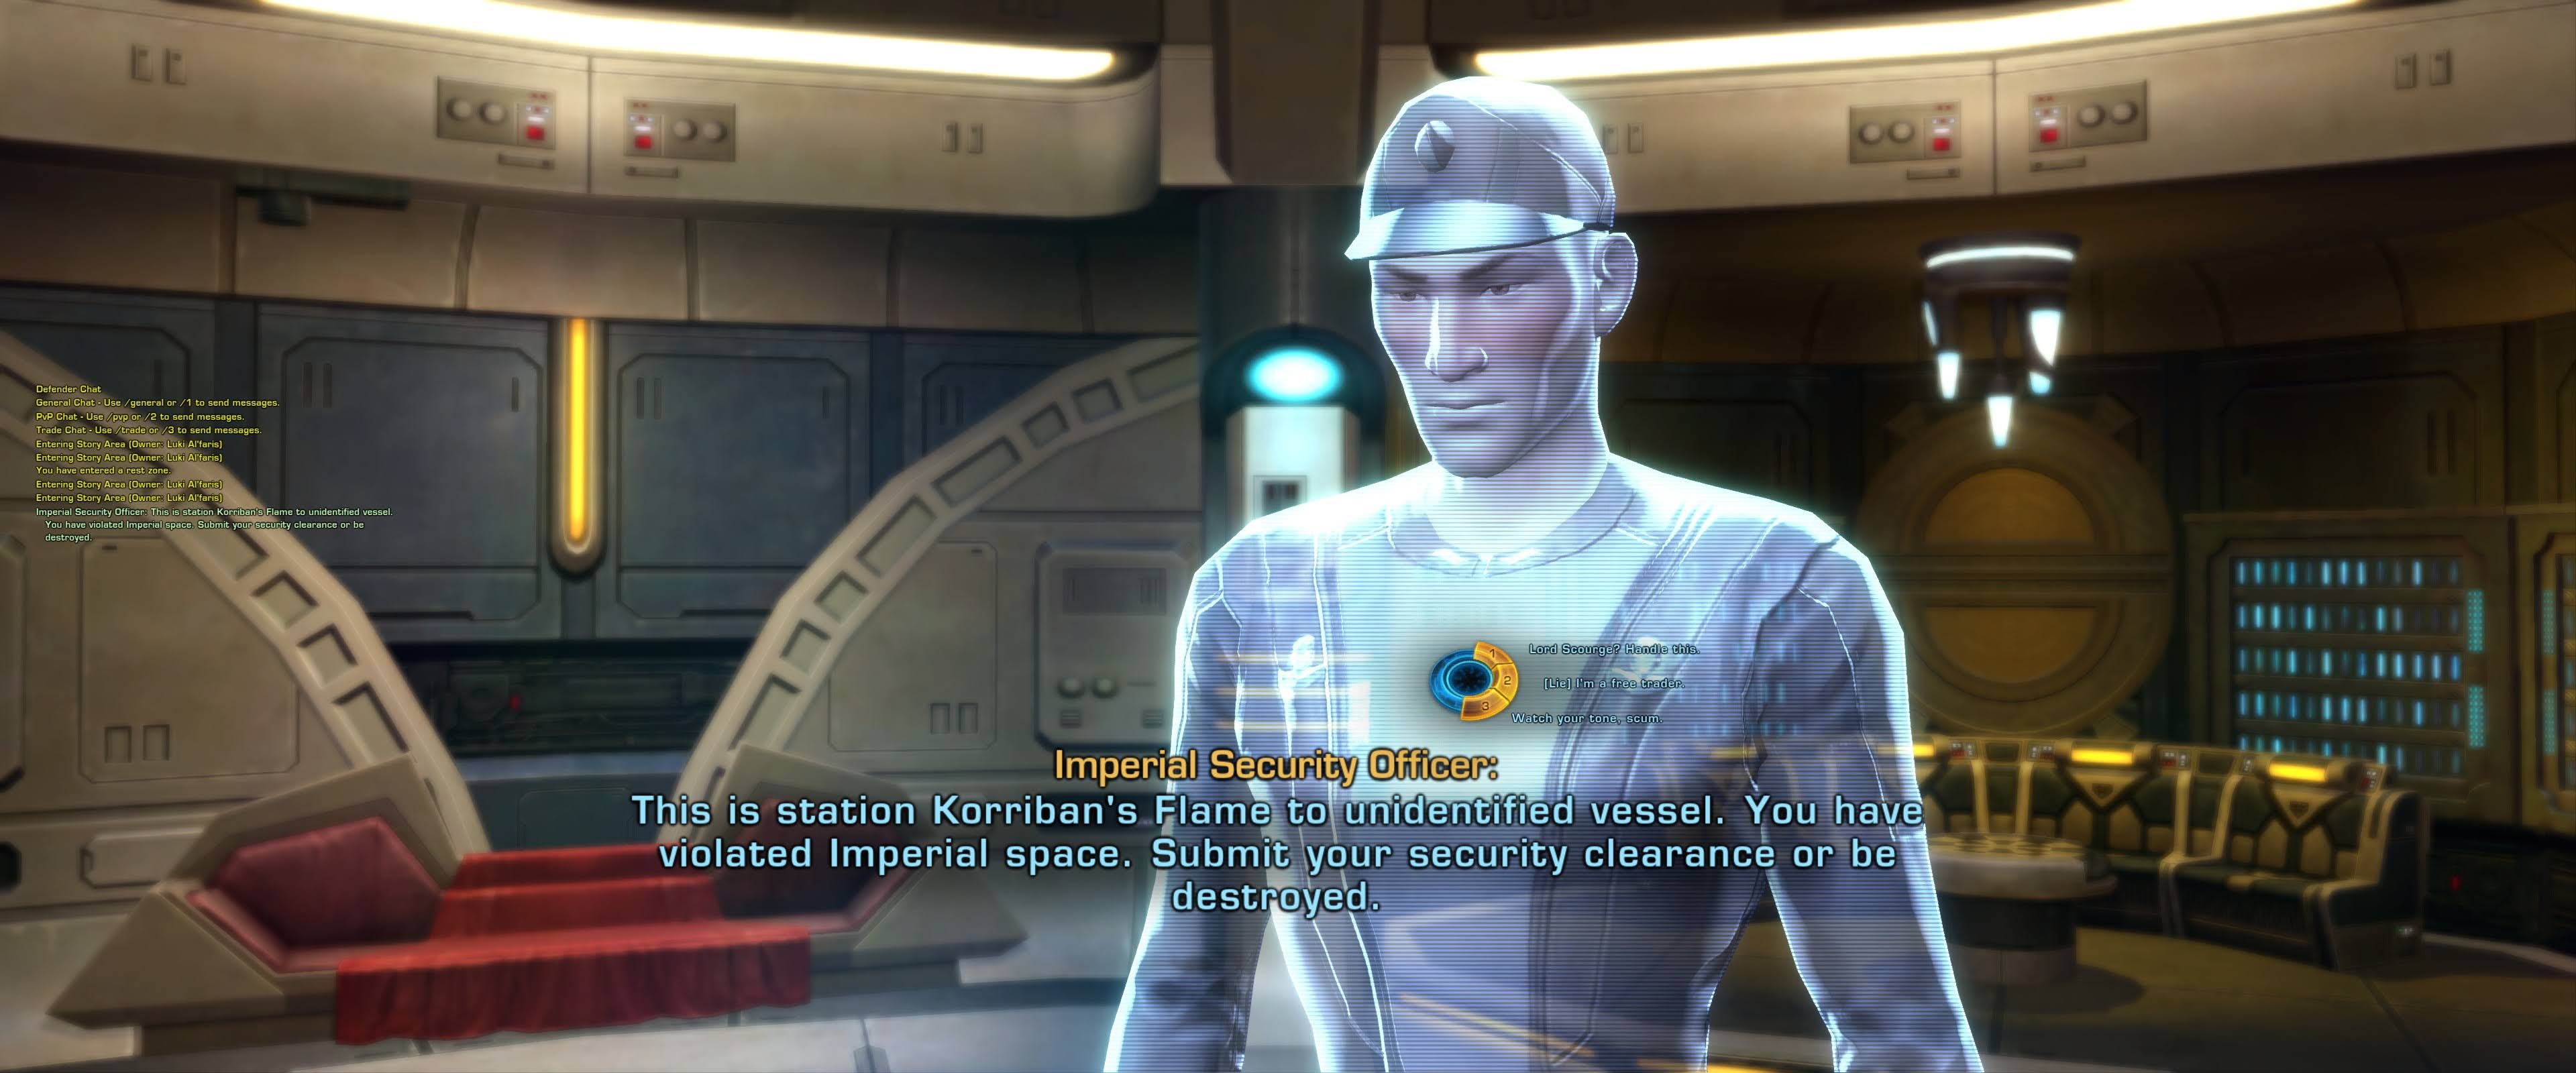 Defender Chat
General Chat - Use /general or /1 to send messages.
PvP Chat - Use /pvp or /2 to send messages.
Trade Chat - Use /trade or /3 to send messages.
Entering Story Area (Owner: Luki Al'faris)
Entering Story Area (Owner: Luki Al'faris)
You have entered a rest zone.
Entering Story Area (Owner: Luki Al'faris)
Entering Story Area (Owner: Luki Al'faris)
Imperial Security Officer: This is station Korriban's Flame to unidentified vessel.
You have violated Imperial space. Submit your security clearance or be
destroyed.
1 Lord Scourge? Handle this.
2 [Lie] I'm a free trader.
3 Watch your tone, scum.
Imperial Security Officer:
This is station Korriban's Flame to unidentified vessel. You have
violated Imperial space. Submit your security clearance or be
destroyed.